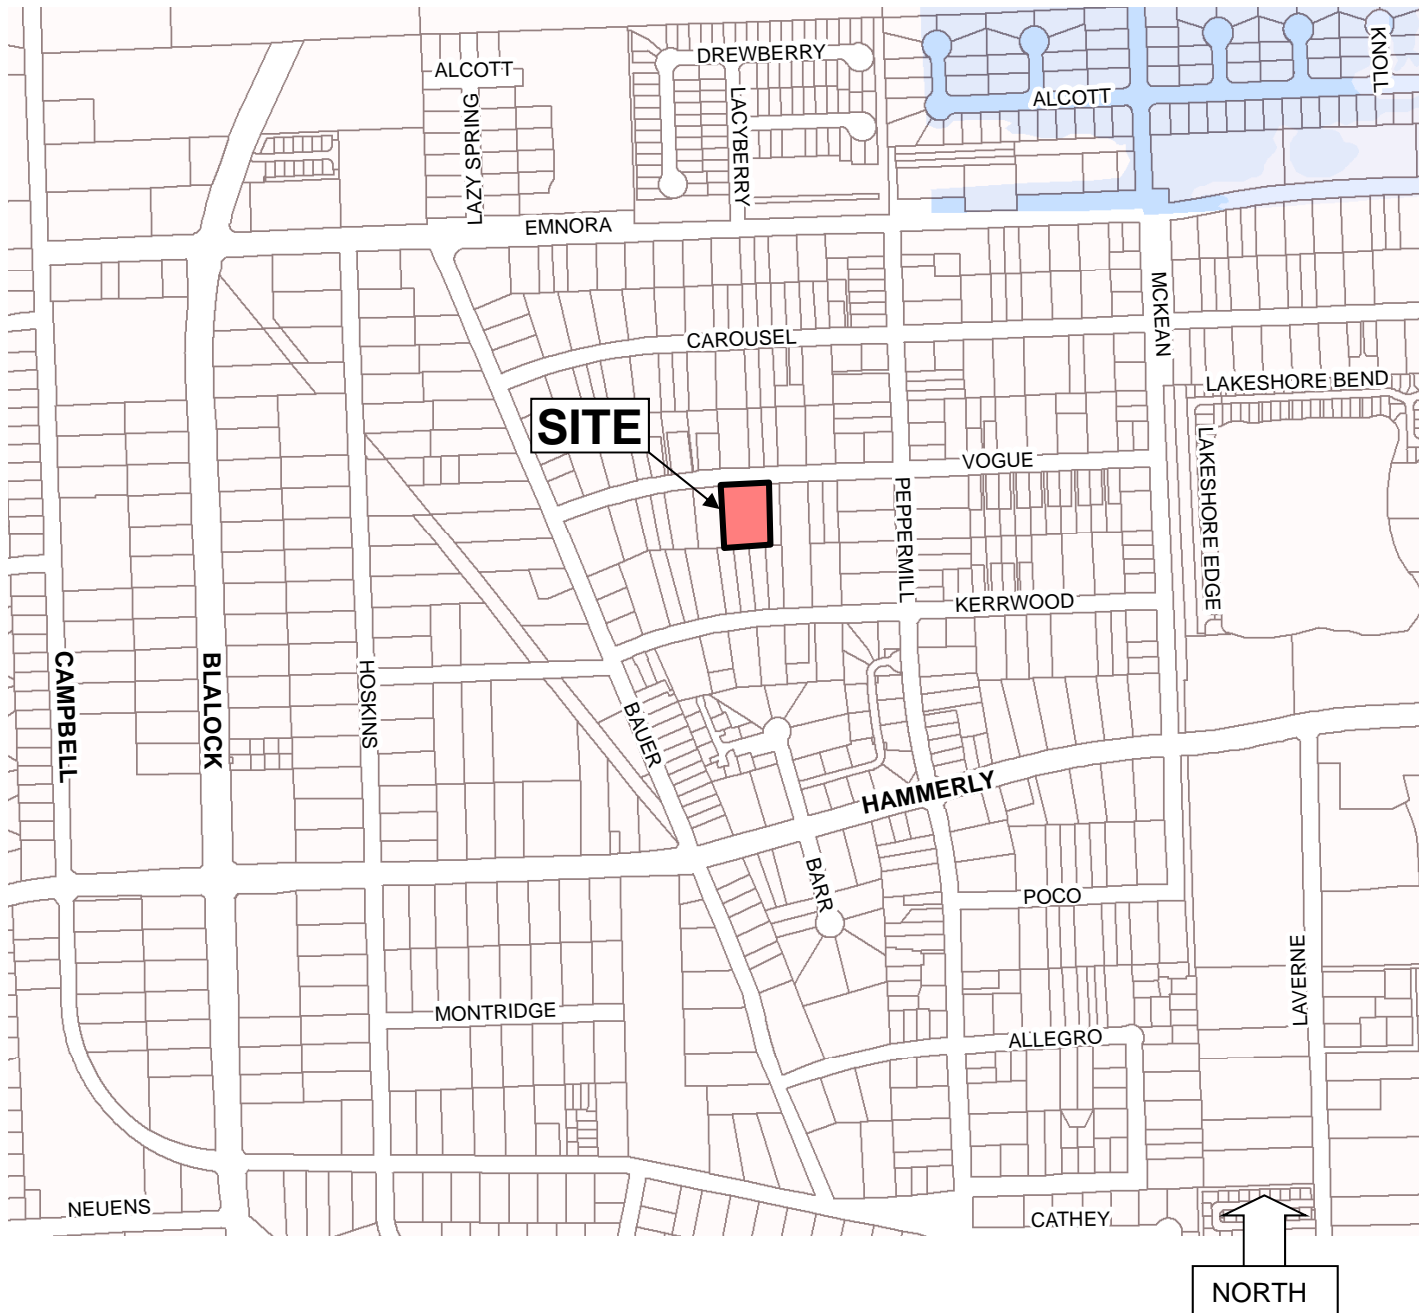 KNOLL
DREWBERRY
ALCOTT
ALCOTT
LACYBERRY
LAZY SPRING
EMNORA
MCKEAN
CAROUSEL
LAKESHORE BEND
SITE
VOGUE
LAKESHORE EDGE
PEPPERMILL
KERRWOOD
CAMPBELL
BLALOCK
HOSKINS
BAUER
HAMMERLY
BARR
POCO
LAVERNE
MONTRIDGE
ALLEGRO
NEUENS
CATHEY
NORTH